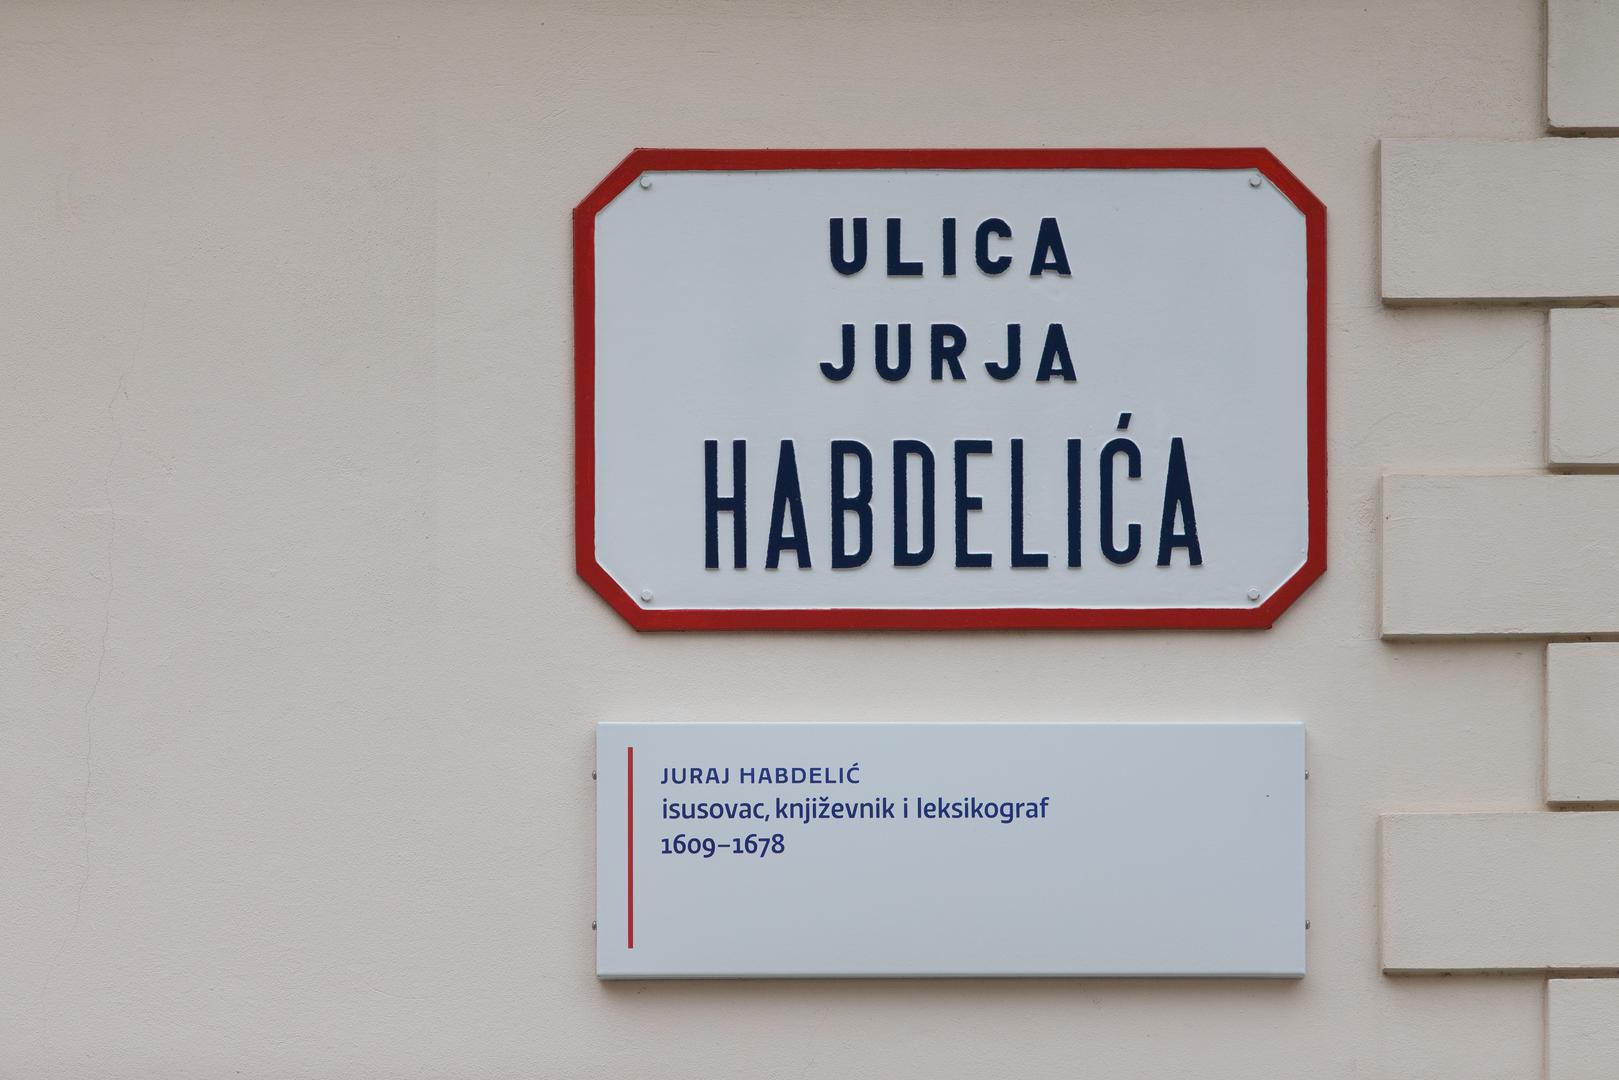 ULICA
JURJA
HABDELIĆA
JURAJ HABDELIĆ
isusovac, književnik i leksikograf
1609–1678